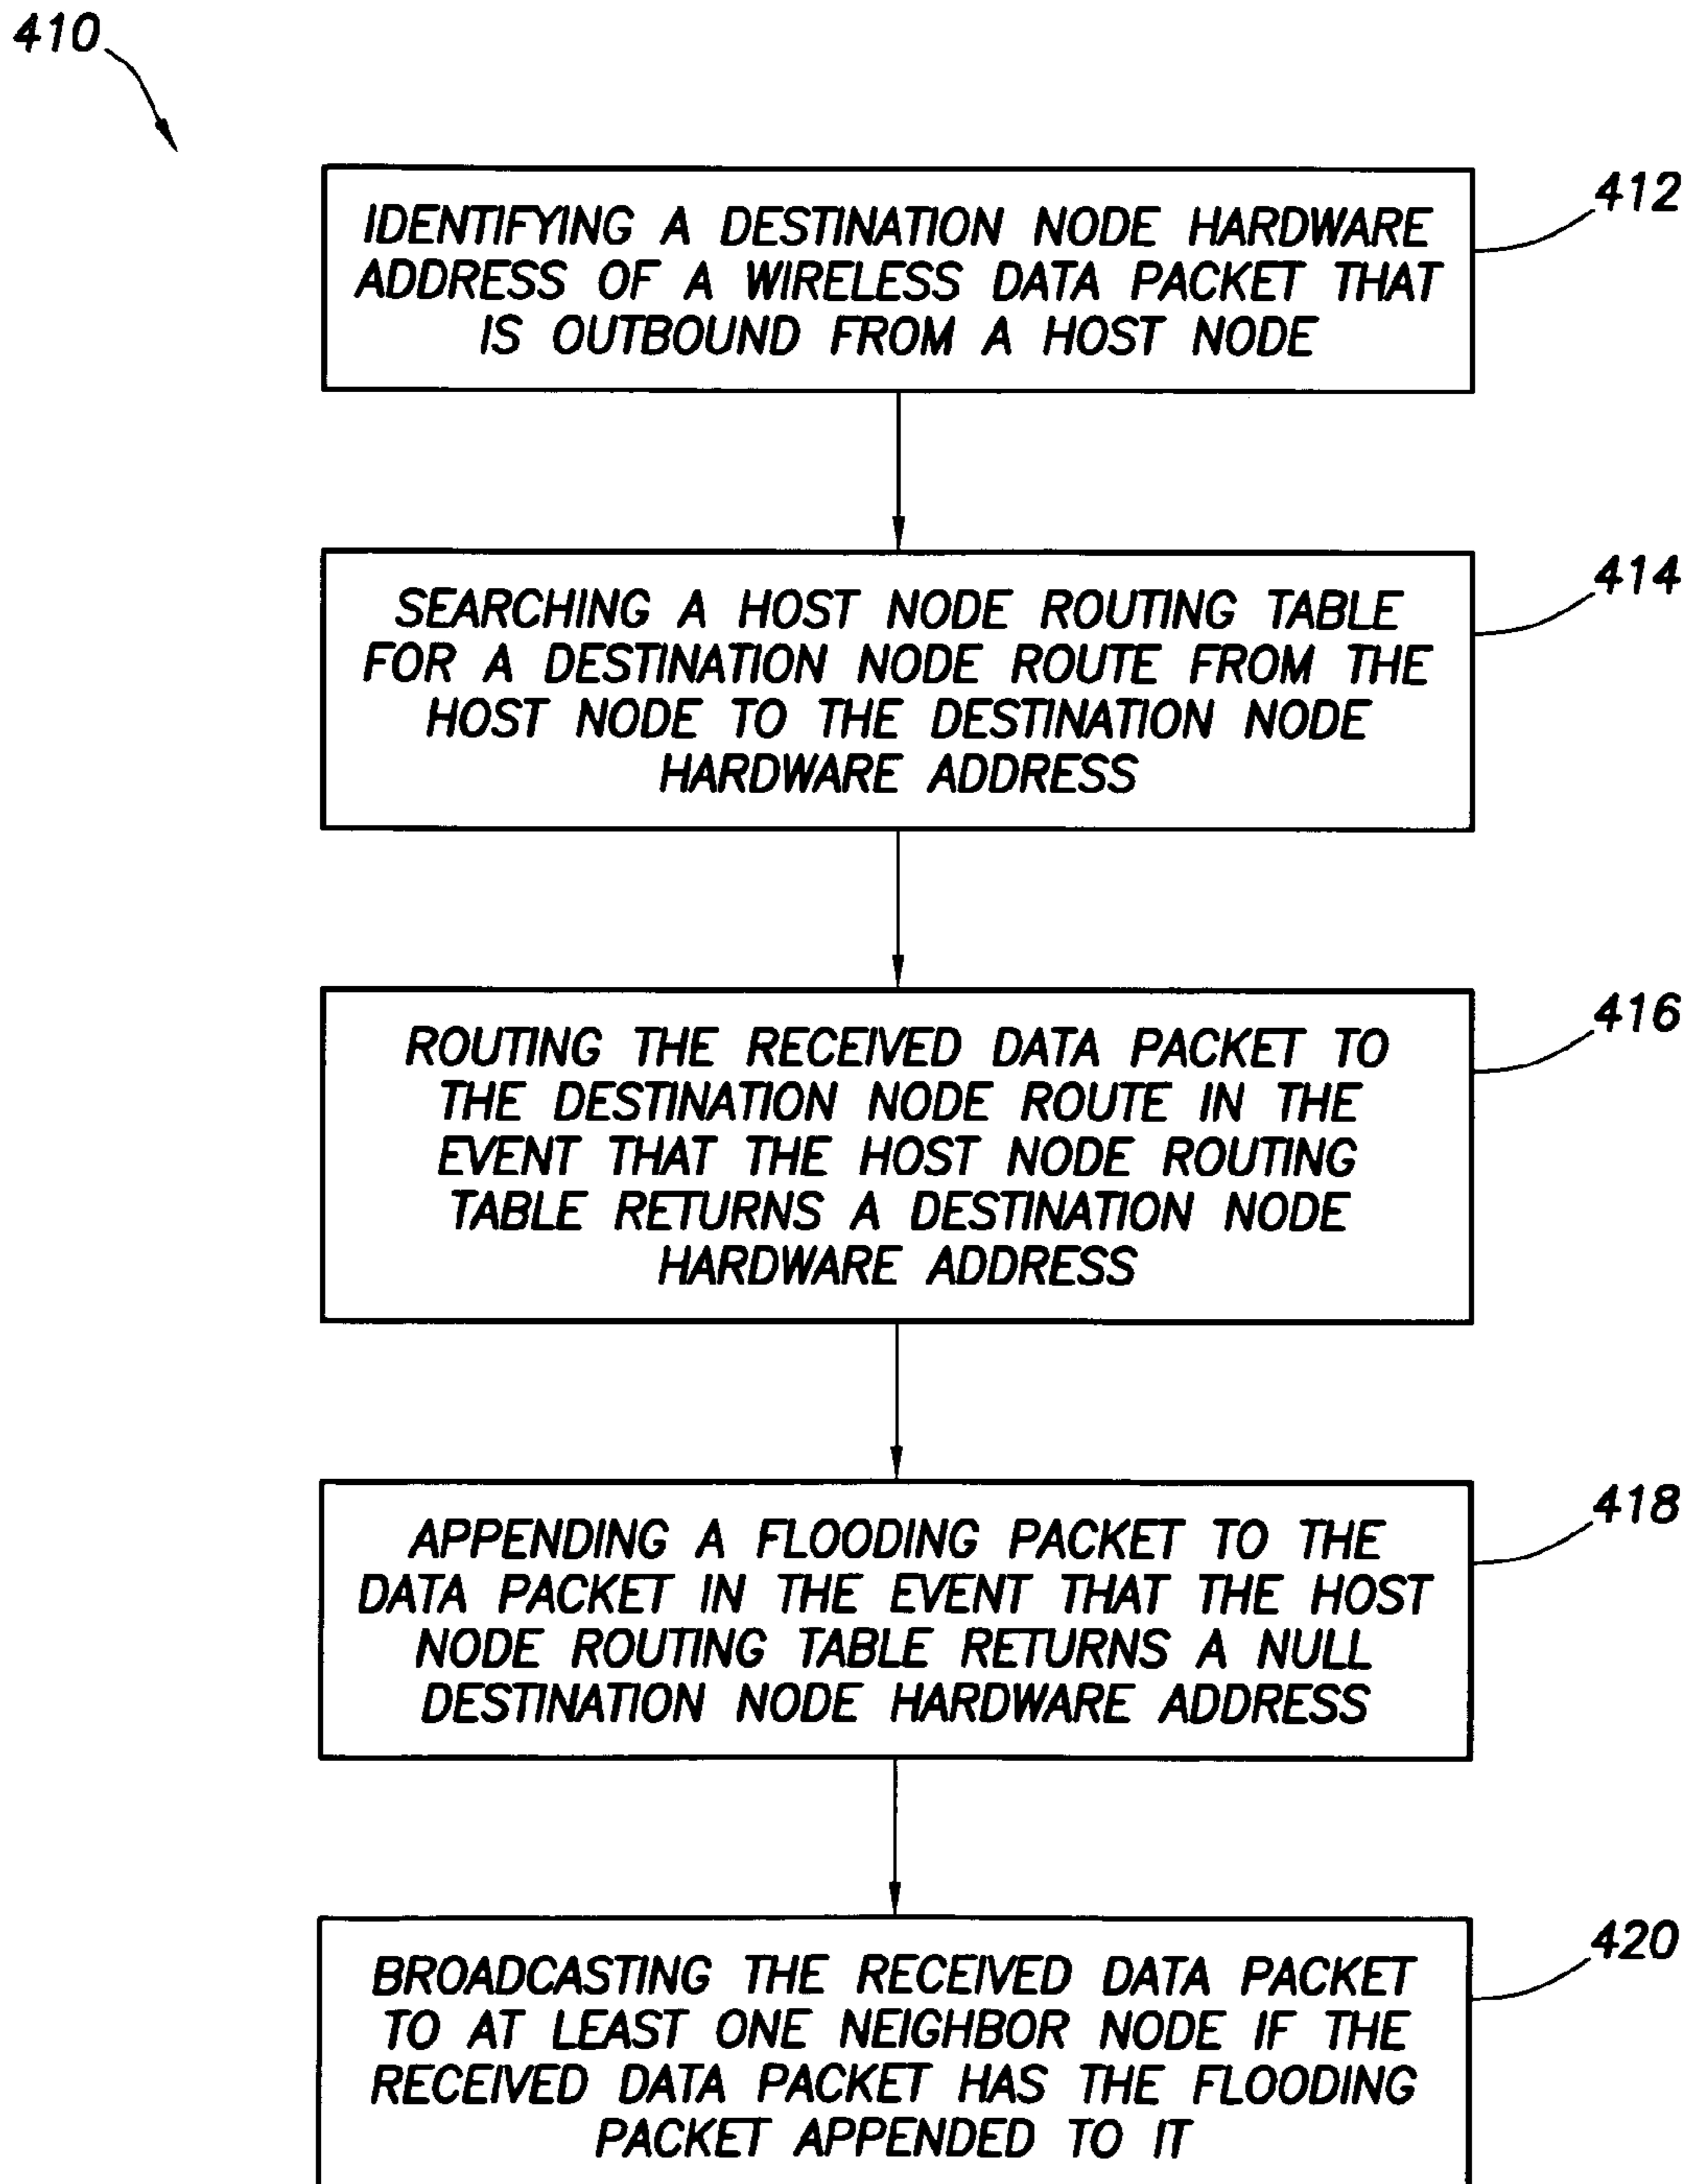 410
IDENTIFYING A DESTINATION NODE HARDWARE
ADDRESS OF A WIRELESS DATA PACKET THAT
IS OUTBOUND FROM A HOST NODE
412
SEARCHING A HOST NODE ROUTING TABLE
FOR A DESTINATION NODE ROUTE FROM THE
HOST NODE TO THE DESTINATION NODE
HARDWARE ADDRESS
414
ROUTING THE RECEIVED DATA PACKET TO
THE DESTINATION NODE ROUTE IN THE
EVENT THAT THE HOST NODE ROUTING
TABLE RETURNS A DESTINATION NODE
HARDWARE ADDRESS
416
APPENDING A FLOODING PACKET TO THE
DATA PACKET IN THE EVENT THAT THE HOST
NODE ROUTING TABLE RETURNS A NULL
DESTINATION NODE HARDWARE ADDRESS
418
BROADCASTING THE RECEIVED DATA PACKET
TO AT LEAST ONE NEIGHBOR NODE IF THE
RECEIVED DATA PACKET HAS THE FLOODING
PACKET APPENDED TO IT
420